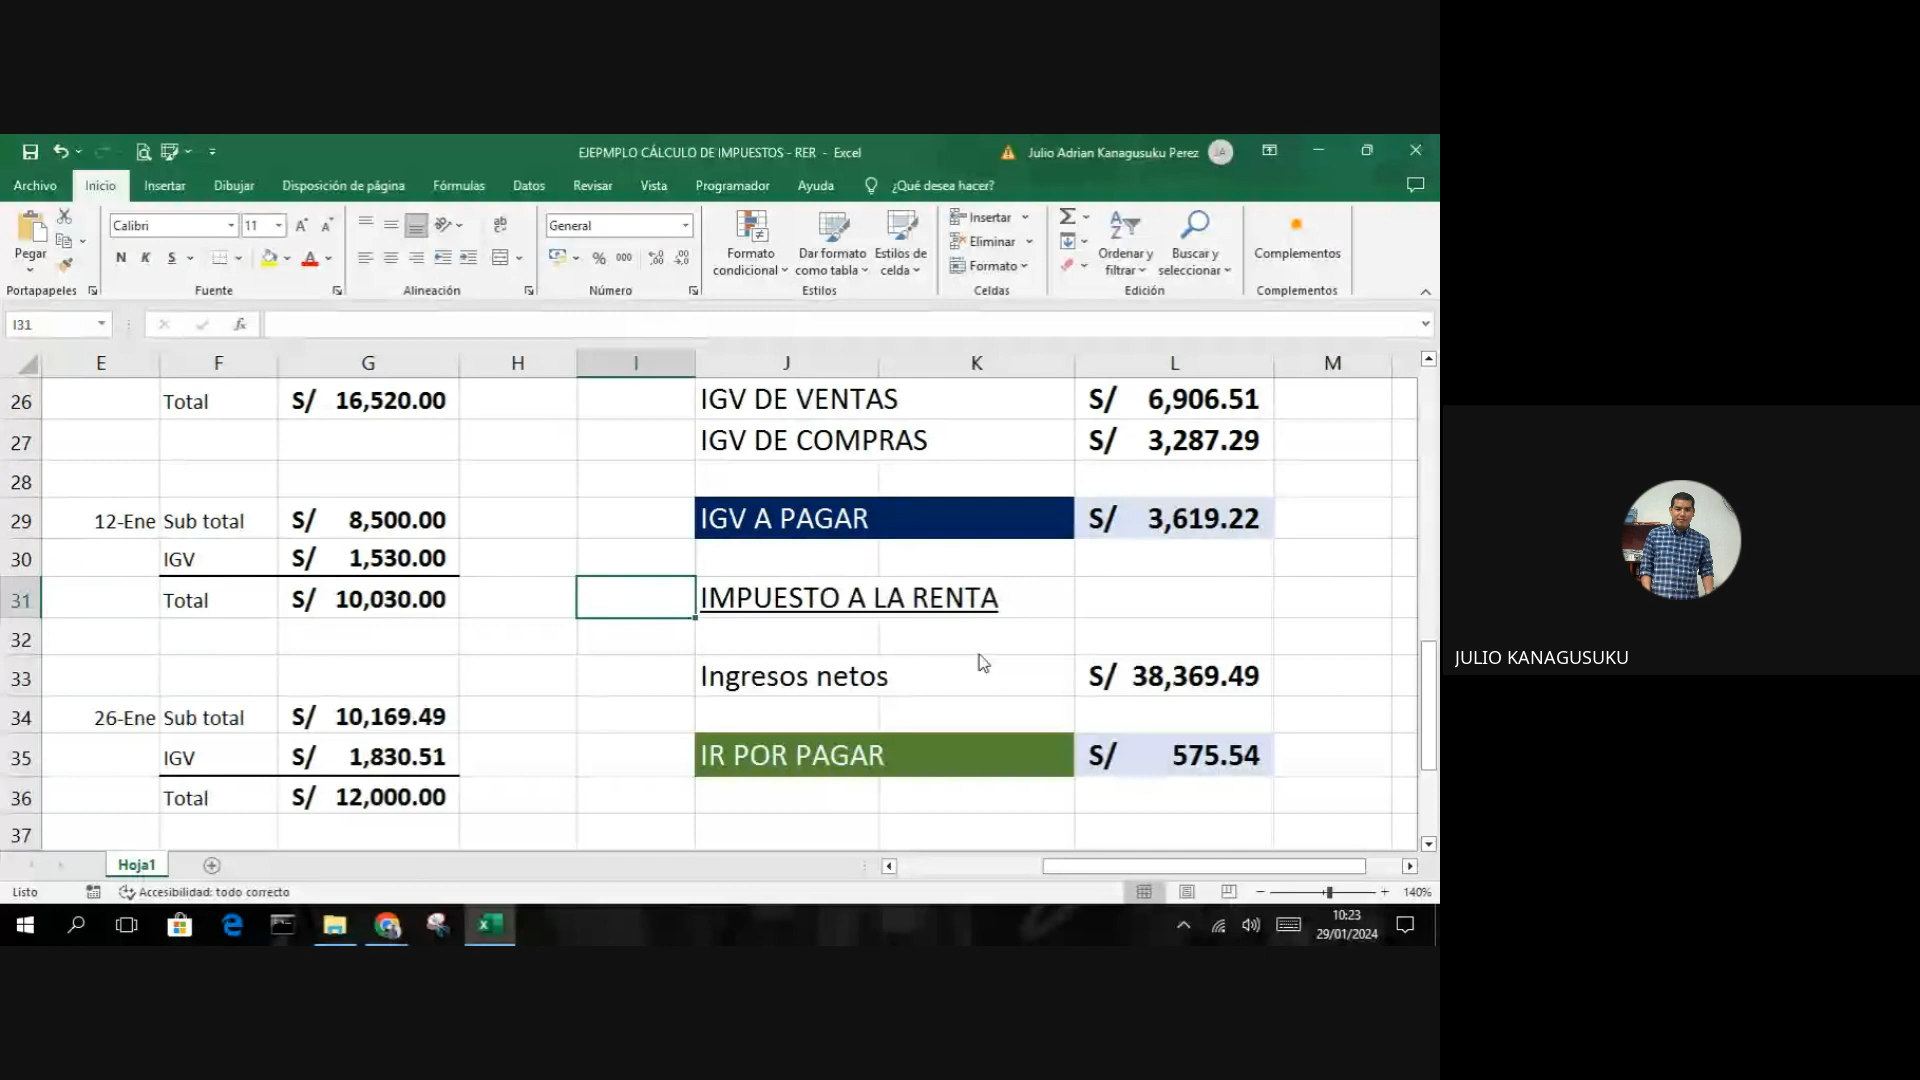 EJEPMPLO CÁLCULO DE IMPUESTOS - RER - Excel
Julio Adrian Kanagusuku Perez
JA
Archivo Inicio Insertar Dibujar Disposición de página Fórmulas Datos Revisar Vista Programador Ayuda ¿Qué desea hacer?
Pegar
Portapapeles
Calibri 11
N K S
Fuente
Alineación
General
% 000
Número
Formato condicional
Dar formato como tabla
Estilos de celda
Estilos
Insertar
Eliminar
Formato
Celdas
Ordenar y filtrar
Buscar y seleccionar
Edición
Complementos
Complementos
I31
fx
E F G H I J K L M
26 Total S/ 16,520.00 IGV DE VENTAS S/ 6,906.51
27 IGV DE COMPRAS S/ 3,287.29
28
29 12-Ene Sub total S/ 8,500.00 IGV A PAGAR S/ 3,619.22
30 IGV S/ 1,530.00
31 Total S/ 10,030.00 IMPUESTO A LA RENTA
32
33 Ingresos netos S/ 38,369.49
34 26-Ene Sub total S/ 10,169.49
35 IGV S/ 1,830.51 IR POR PAGAR S/ 575.54
36 Total S/ 12,000.00
37
Hoja1
Listo Accesibilidad: todo correcto 140%
10:23
29/01/2024
JULIO KANAGUSUKU